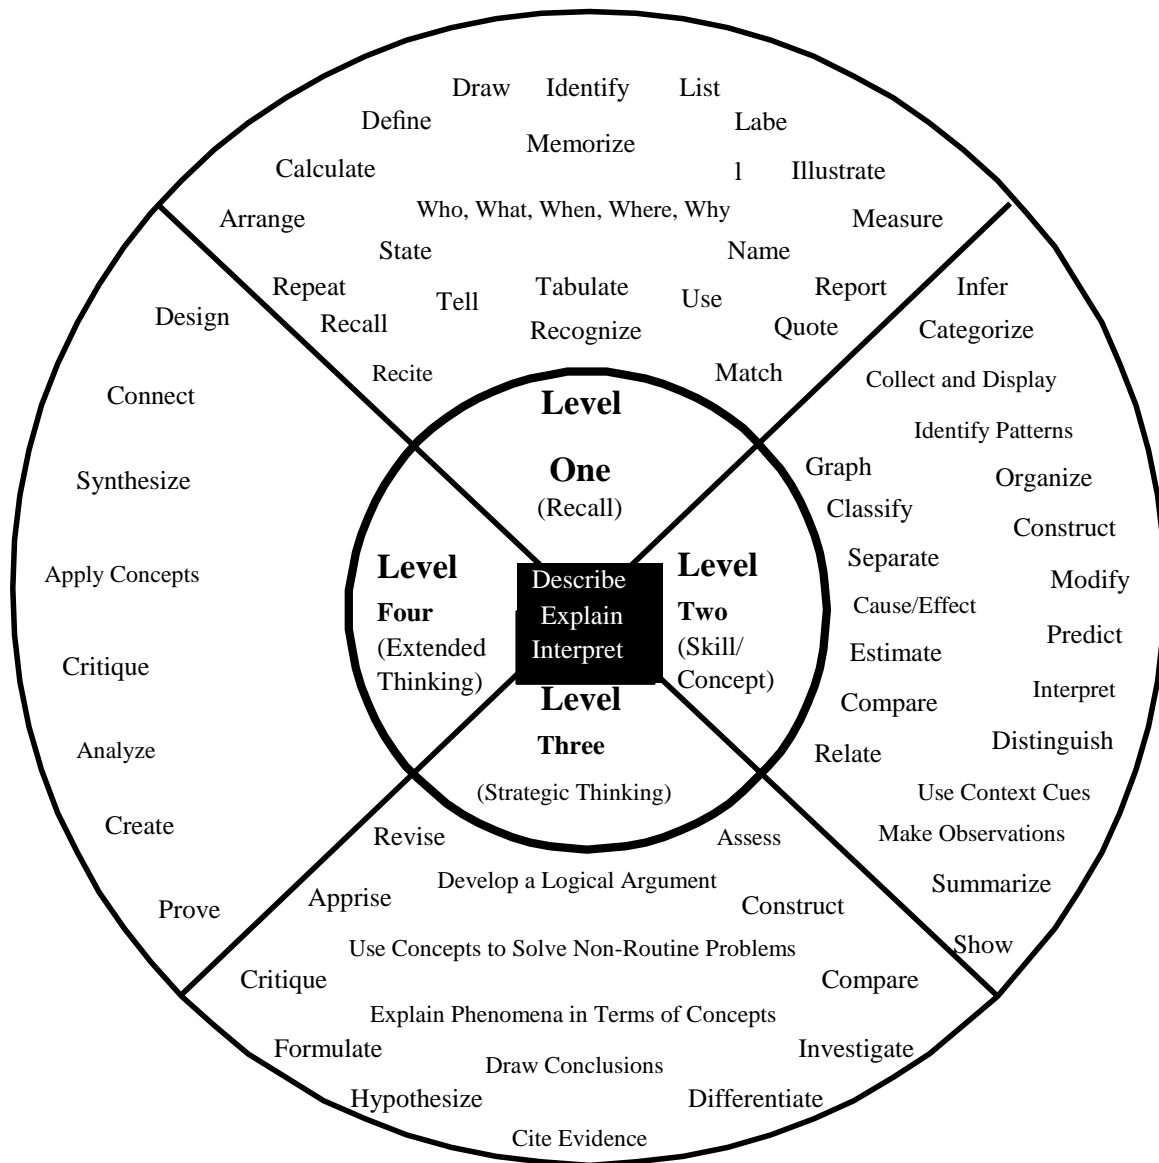 Draw Identify List
Define Labe
Memorize
Calculate l Illustrate
Who, What, When, Where, Why
Arrange Measure
State Name
Repeat Tell Tabulate Use Report
Recall Recognize Quote
Recite Match
Level
One
(Recall)
Infer
Categorize
Collect and Display
Identify Patterns
Graph Organize
Classify Construct
Separate Modify
Cause/Effect
Predict
Estimate
Interpret
Compare
Distinguish
Relate
Use Context Cues
Make Observations
Summarize
Show
Level
Two
(Skill/
Concept)
Describe
Explain
Interpret
Level
Three
(Strategic Thinking)
Revise Assess
Develop a Logical Argument
Apprise Construct
Use Concepts to Solve Non-Routine Problems
Critique Compare
Explain Phenomena in Terms of Concepts
Formulate Investigate
Draw Conclusions
Hypothesize Differentiate
Cite Evidence
Level
Four
(Extended
Thinking)
Design
Connect
Synthesize
Apply Concepts
Critique
Analyze
Create
Prove